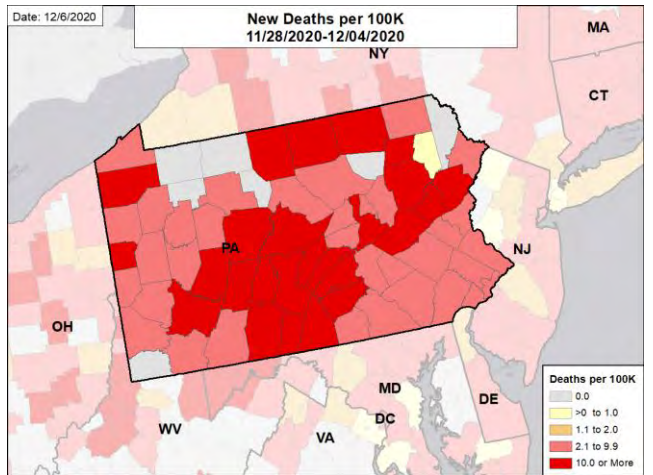 Date: 12/6/2020
New Deaths per 100K
11/28/2020-12/04/2020
NY
MA
CT
PA
NJ
OH
MD
DE
DC
WV
VA
Deaths per 100K
0.0
>0 to 1.0
1.1 to 2.0
2.1 to 9.9
10.0 or More